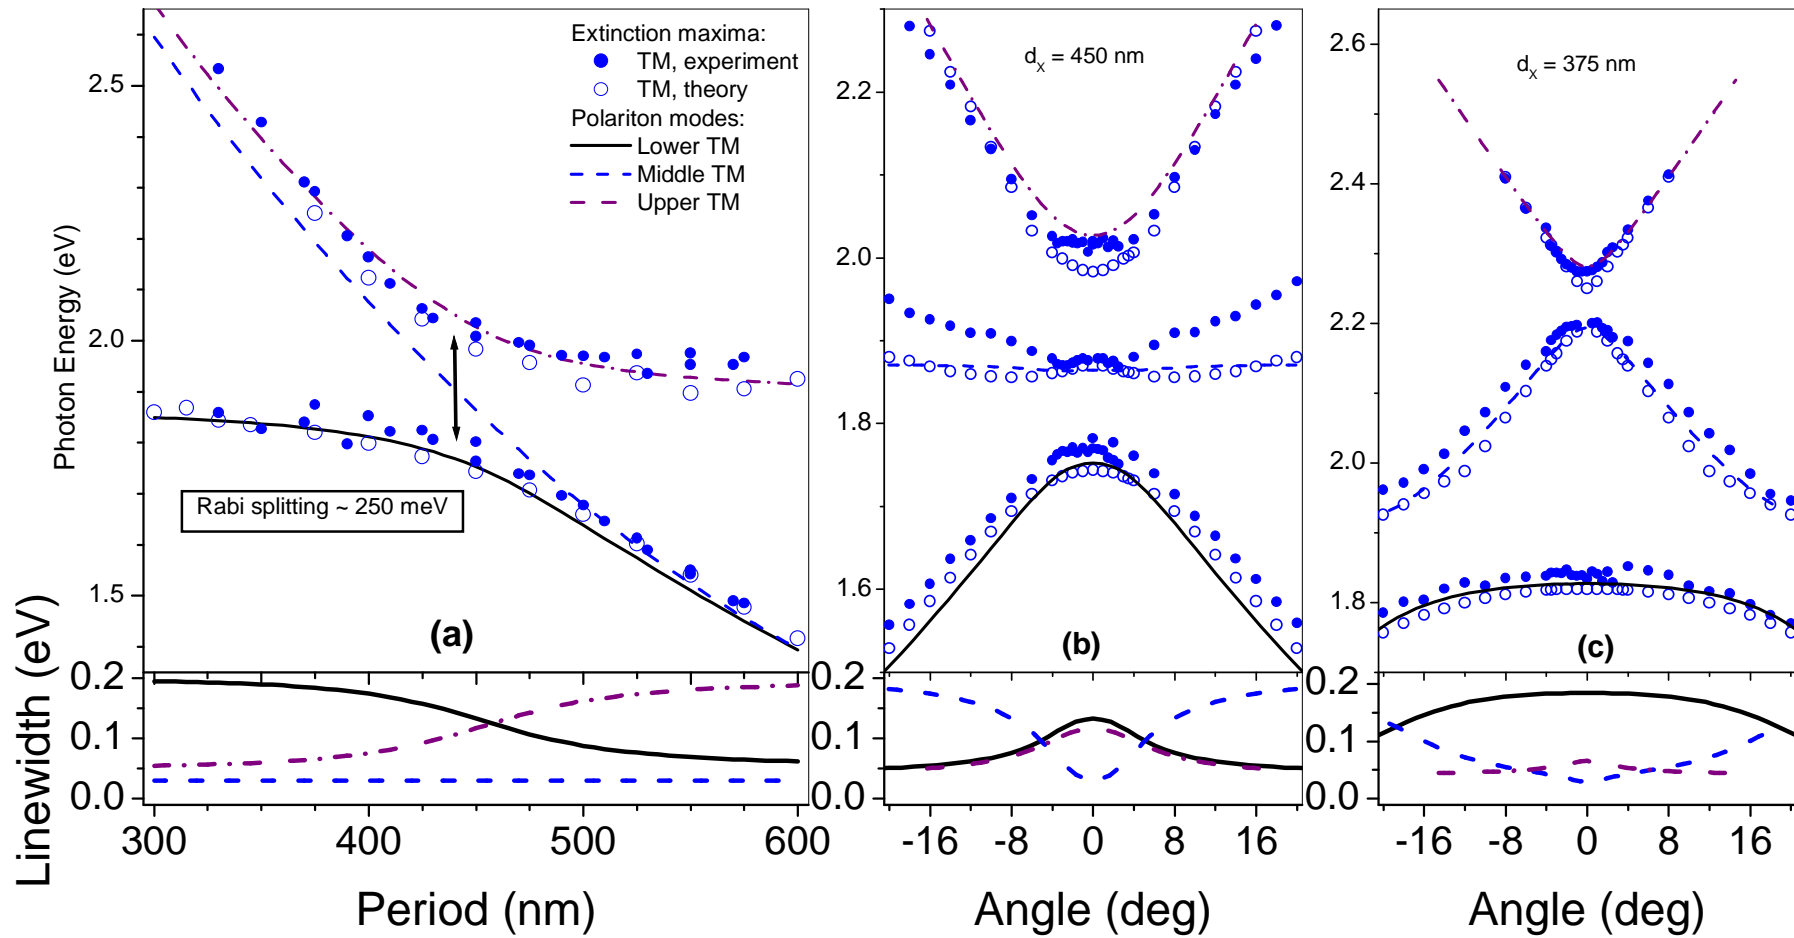 Extinction maxima:
TM, experiment
TM, theory
Polariton modes:
Lower TM
Middle TM
Upper TM
Rabi splitting ~ 250 meV
(a)
Photon Energy (eV)
2.5
2.0
1.5
Linewidth (eV)
0.2
0.1
0.0
300 400 500 600
Period (nm)
dX = 450 nm
2.2
2.0
1.8
1.6
(b)
0.2
0.1
0.0
-16 -8 0 8 16
Angle (deg)
dX = 375 nm
2.6
2.4
2.2
2.0
1.8
(c)
0.2
0.1
0.0
-16 -8 0 8 16
Angle (deg)